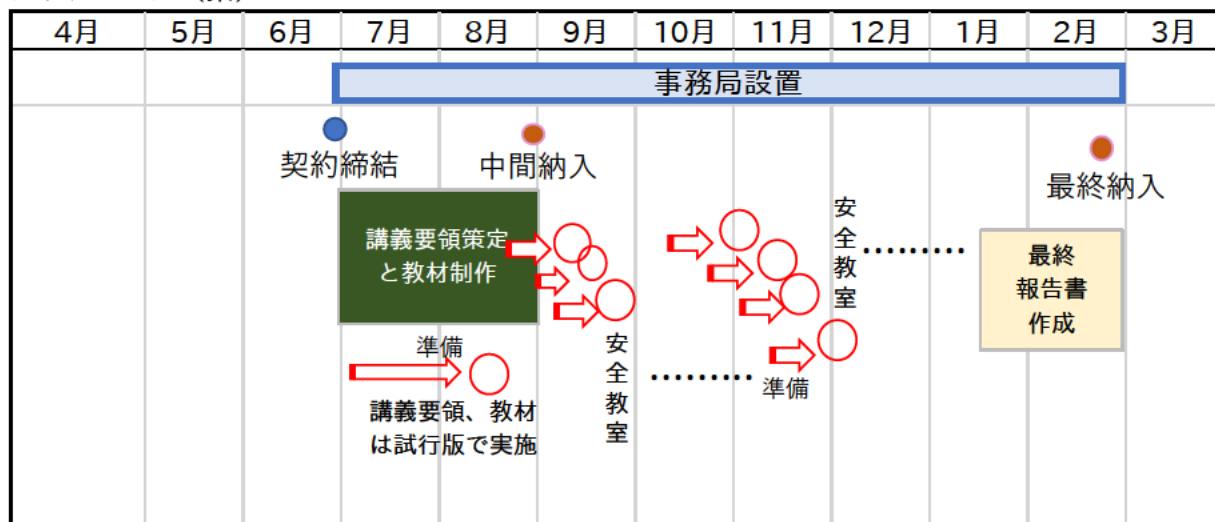 4月 5月 6月 7月 8月 9月 10月 11月 12月 1月 2月 3月
事務局設置
契約締結
中間納入
最終納入
講義要領策定
と教材制作
準備
講義要領、教材
は試行版で実施
安全教室
………
準備
安全教室
………
最終
報告書
作成